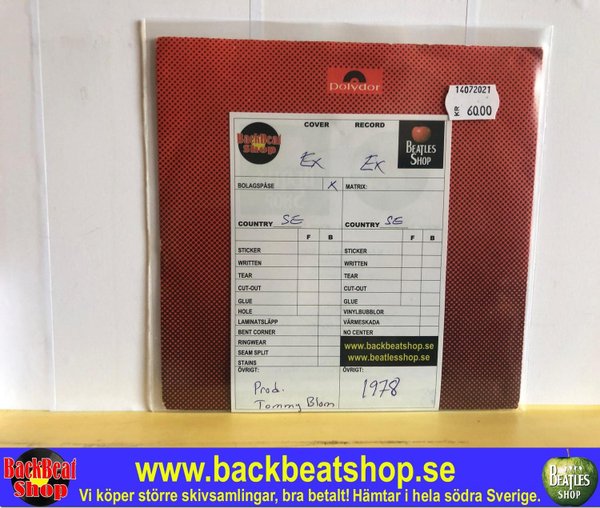 Polydor
14072021
KR 60.00
COVER RECORD
BackBeat Shop
BEATLES SHOP
Ex Ex
BOLAGSPÅSE X MATRIX:
COUNTRY SE COUNTRY SE
F B F B
STICKER STICKER
WRITTEN WRITTEN
TEAR TEAR
CUT-OUT CUT-OUT
GLUE GLUE
HOLE VINYLBUBBLOR
LAMINATSLÄPP VÄRMESKADA
BENT CORNER NO CENTER
RINGWEAR
SEAM SPLIT
STAINS
www.backbeatshop.se
www.beatlesshop.se
ÖVRIGT: ÖVRIGT:
Prod.
Tommy Blom
1978
BackBeat Shop
www.backbeatshop.se
Vi köper större skivsamlingar, bra betalt! Hämtar i hela södra Sverige.
BEATLES SHOP